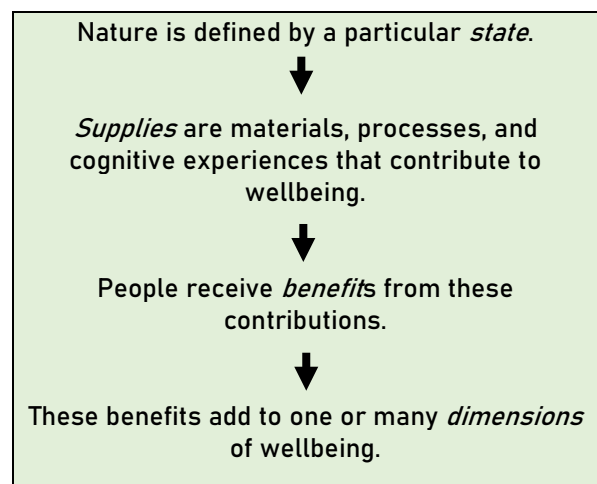 Nature is defined by a particular state.
Supplies are materials, processes, and
cognitive experiences that contribute to
wellbeing.
People receive benefits from these
contributions.
These benefits add to one or many dimensions
of wellbeing.